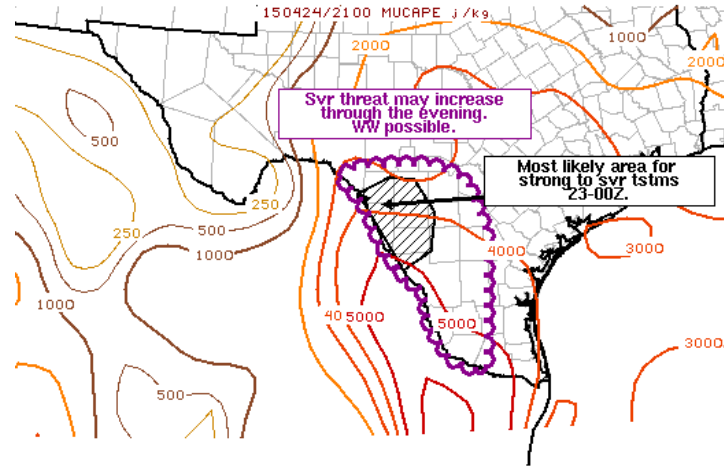 150424/2100 MUCAPE j/kg
1000
2000
2000
500
Svr threat may increase
through the evening.
WW possible.
Most likely area for
strong to svr tstms
23-00Z.
250
250
500
1000
4000
3000
1000
40
5000
5000
3000
500
250